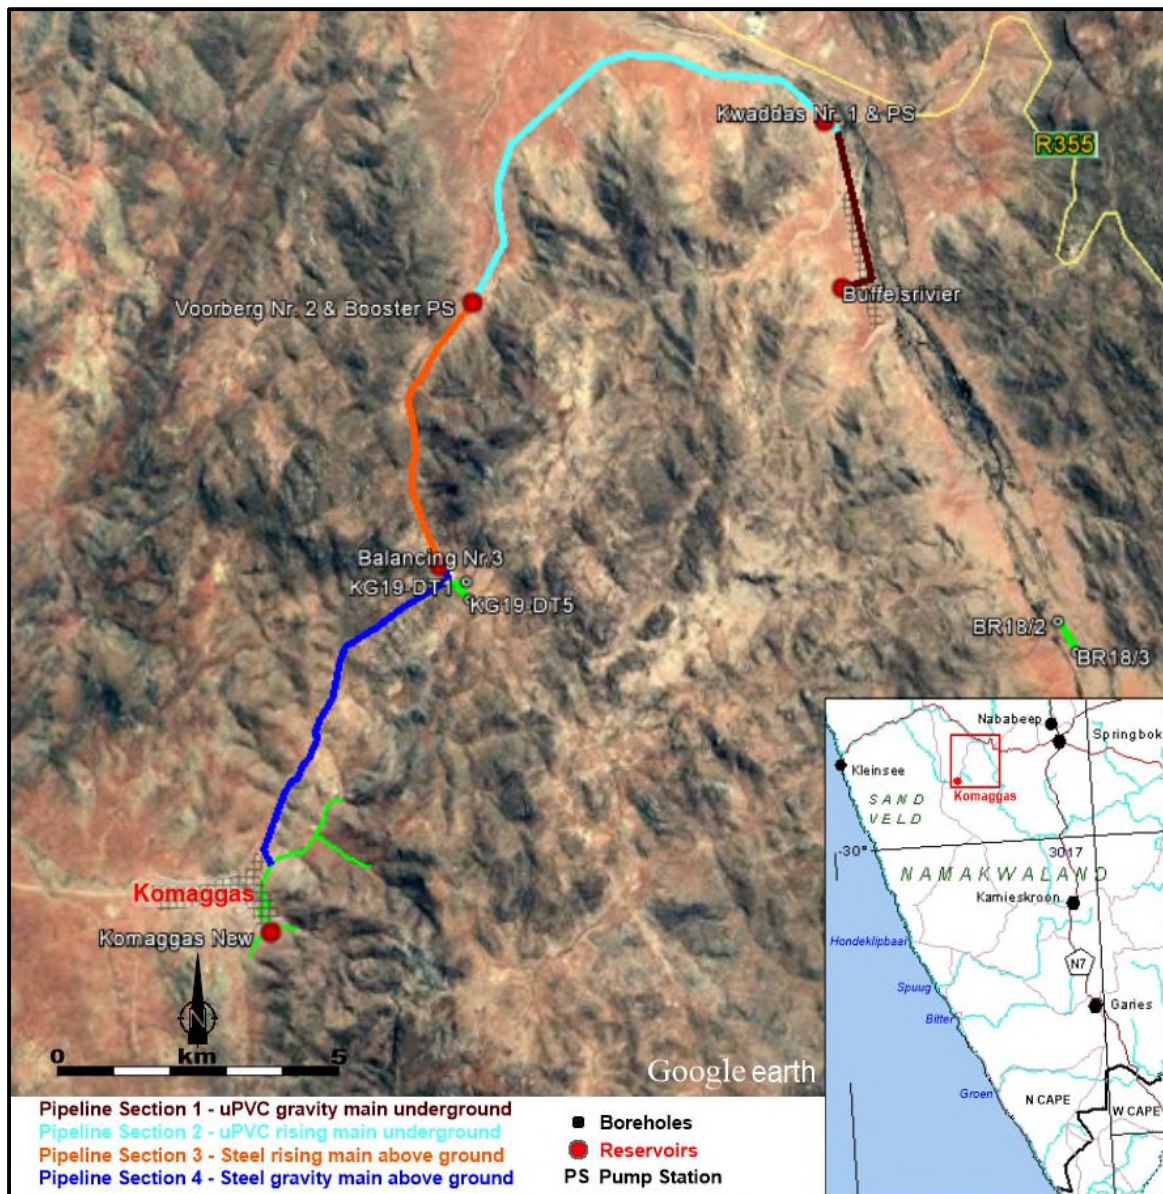 Kwaddas Nr. 1 & PS
R355
Buffelsrivier
Voorberg Nr. 2 & Booster PS
Balancing Nr.3
KG19-DT1
KG19-DT5
BR18/2
BR18/3
Komaggas
Komaggas New
N
0 km 5
Google earth
Nababeep
Springbok
Kleinsee
Komaggas
SAND
VELD
-30°
3017
NAMAKWALAND
Kamieskroon
Hondeklipbaai
N7
Spuug
Bitter
Garies
Groen
N CAPE
W CAPE
Pipeline Section 1 - uPVC gravity main underground
Pipeline Section 2 - uPVC rising main underground
Pipeline Section 3 - Steel rising main above ground
Pipeline Section 4 - Steel gravity main above ground
Boreholes
Reservoirs
PS Pump Station